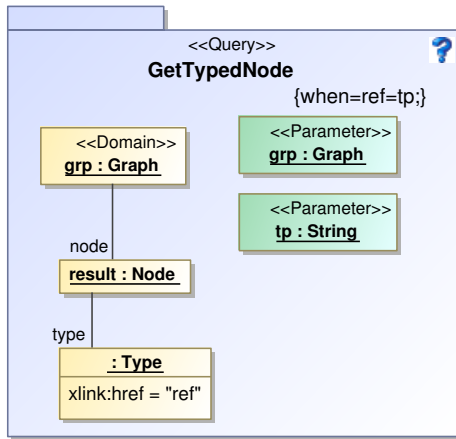 <<Query>>
GetTypedNode
{when=ref=tp;}
<<Domain>>
grp : Graph
<<Parameter>>
grp : Graph
<<Parameter>>
tp : String
node
result : Node
type
: Type
xlink:href = "ref"